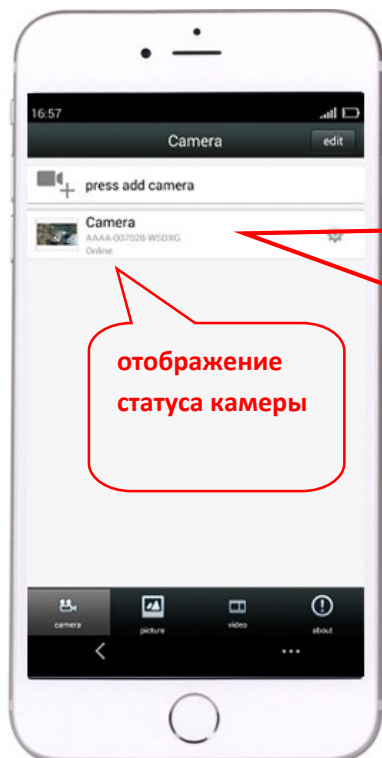 16:57
Camera
edit
press add camera
Camera
AAAA-007028-WSDXG
Online
отображение
статуса камеры
camera
picture
video
about